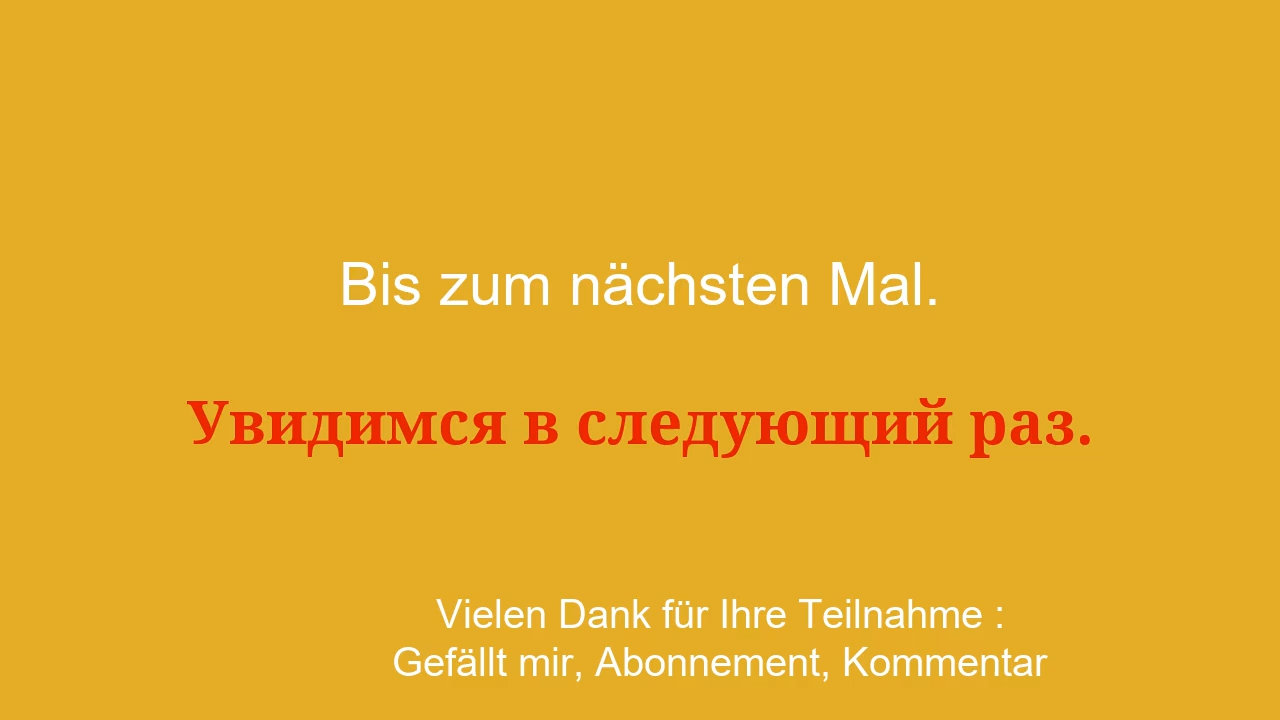 Bis zum nächsten Mal.
Увидимся в следующий раз.
Vielen Dank für Ihre Teilnahme :
Gefällt mir, Abonnement, Kommentar